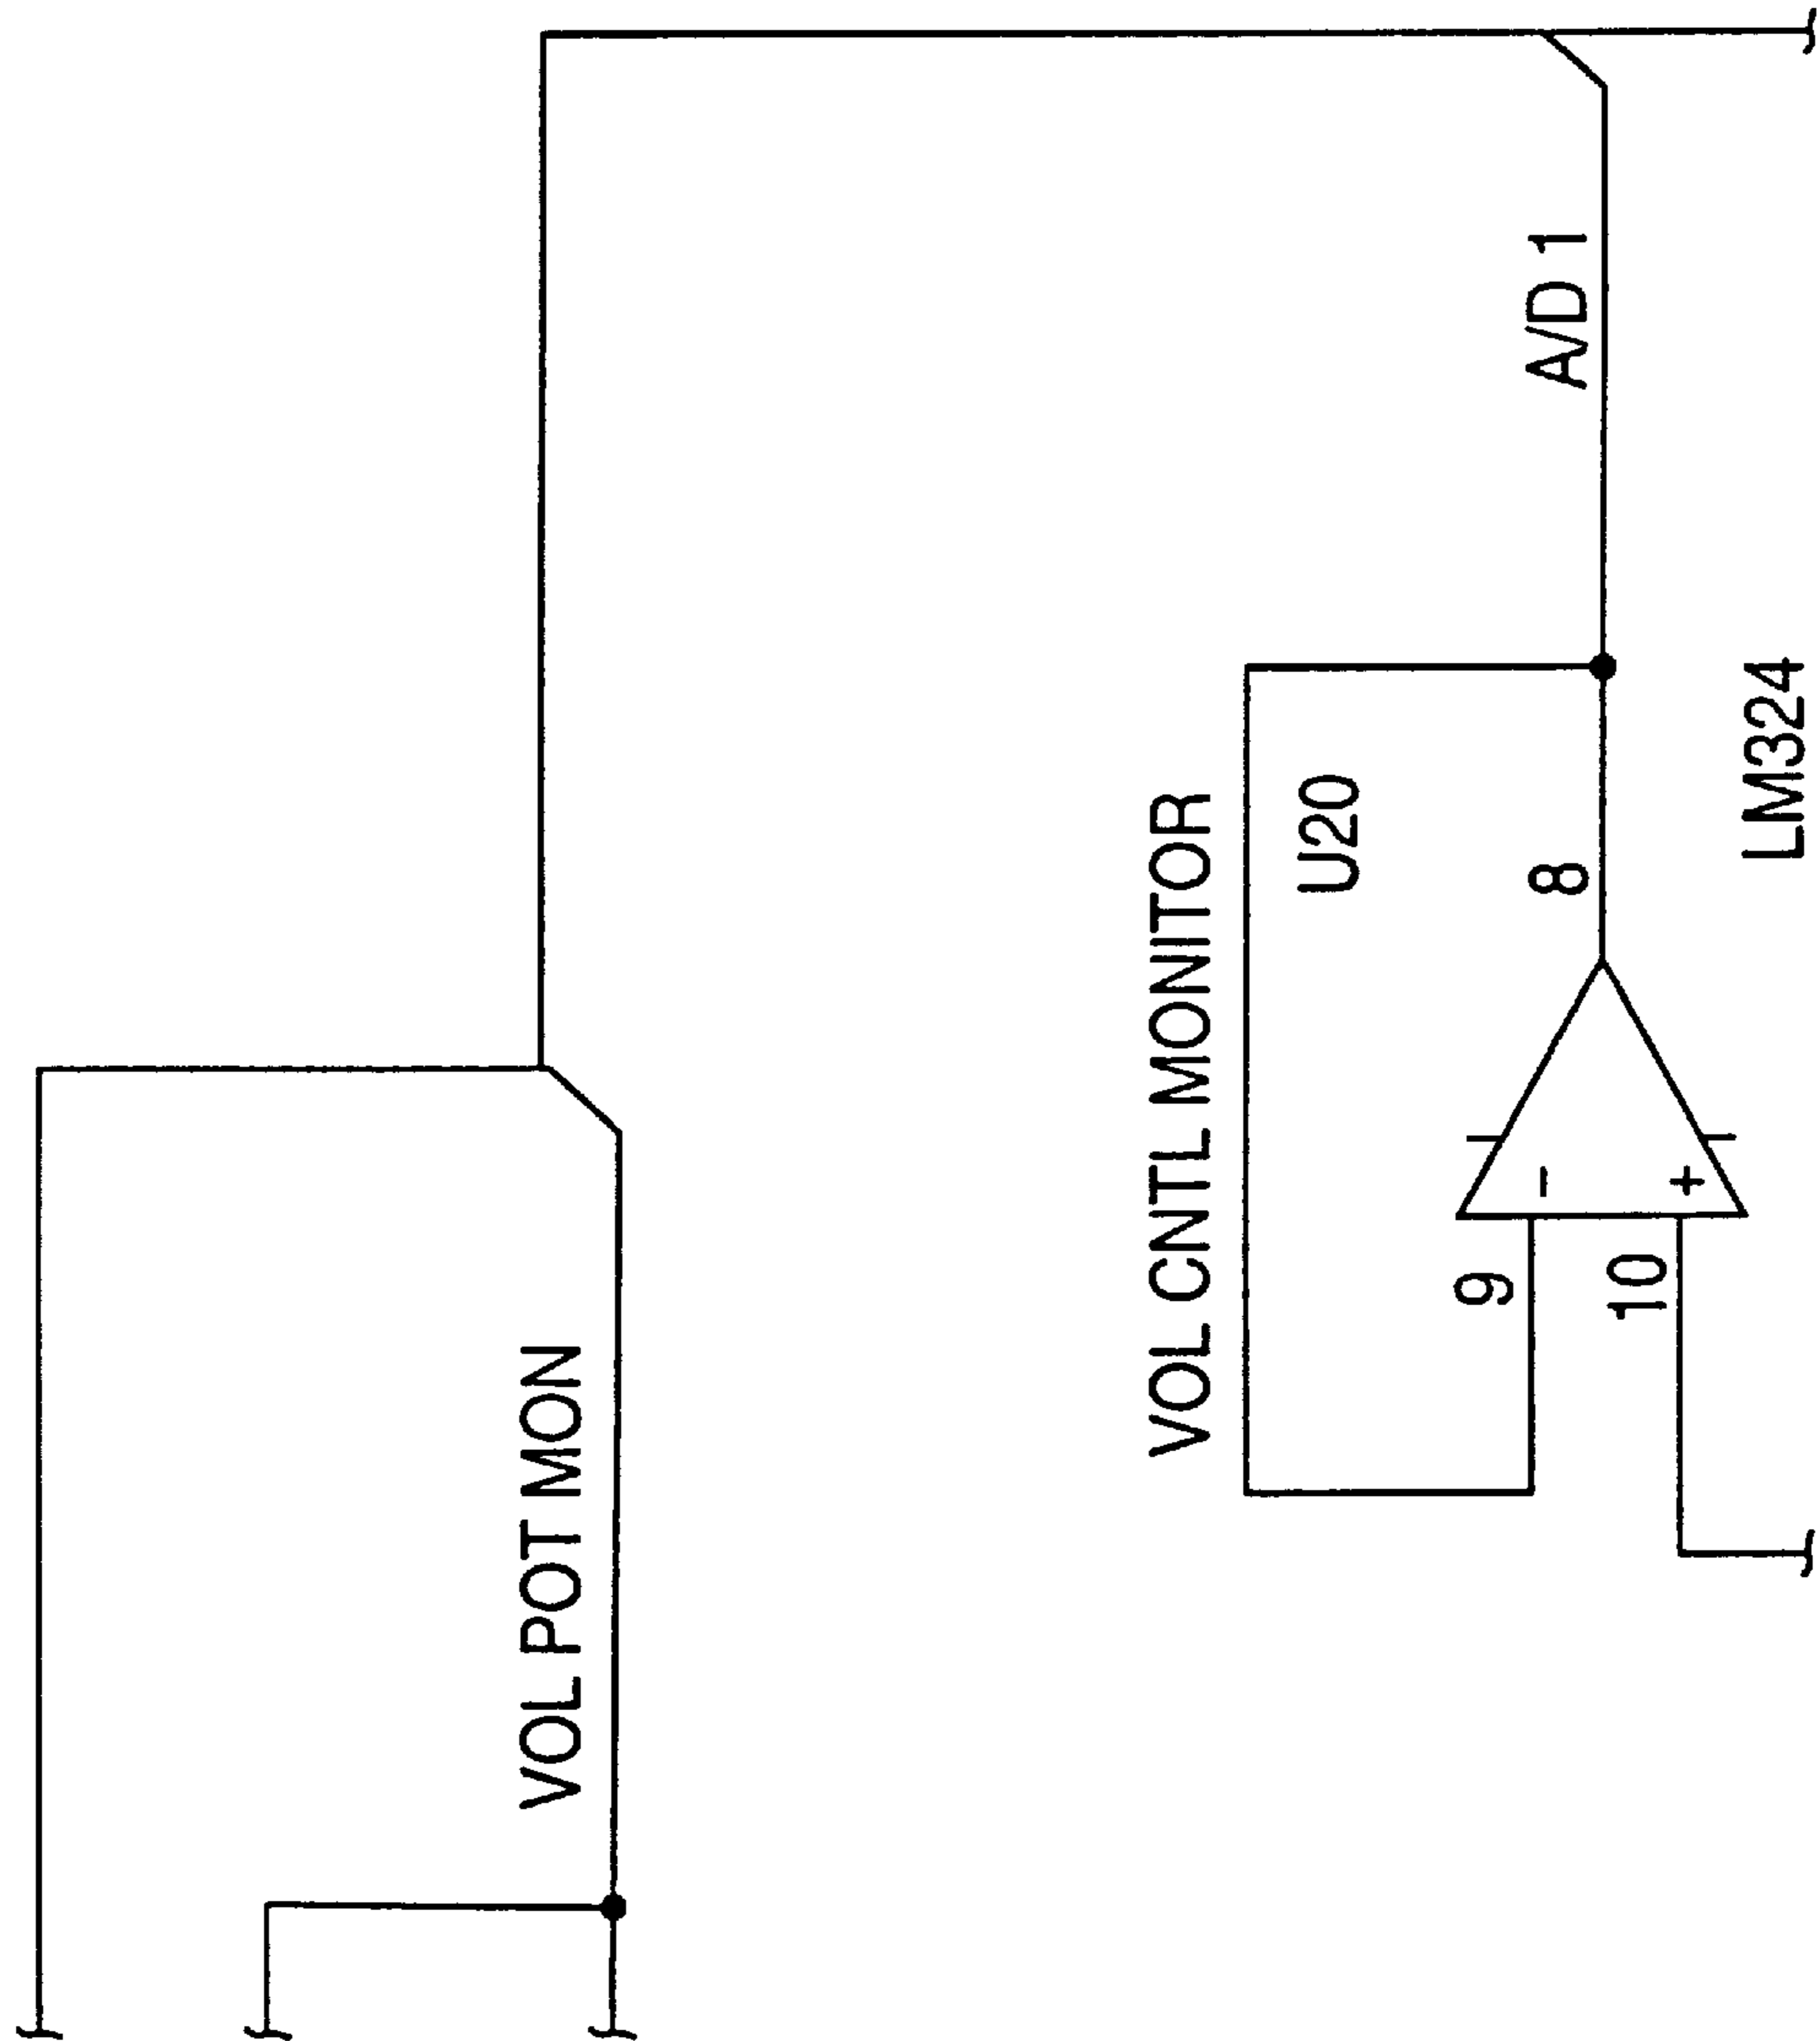 VOL POT MON
VOL CNTL MONITOR
U20
A/D 1
8
9
10
-
+
LM324